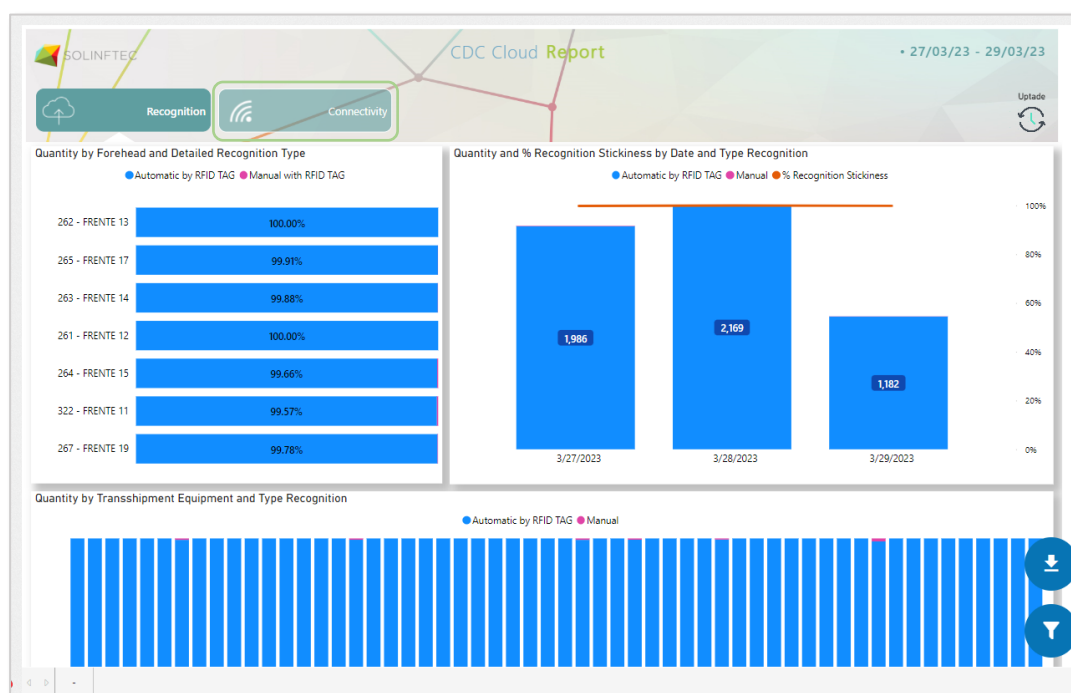 SOLINFTEC
CDC Cloud Report
• 27/03/23 - 29/03/23
Recognition
Connectivity
Uptade
Quantity by Forehead and Detailed Recognition Type
Automatic by RFID TAG Manual with RFID TAG
262 - FRENTE 13 100.00%
265 - FRENTE 17 99.91%
263 - FRENTE 14 99.88%
261 - FRENTE 12 100.00%
264 - FRENTE 15 99.66%
322 - FRENTE 11 99.57%
267 - FRENTE 19 99.78%
Quantity and % Recognition Stickiness by Date and Type Recognition
Automatic by RFID TAG Manual % Recognition Stickiness
100%
80%
60%
40%
20%
0%
1,986
2,169
1,182
3/27/2023 3/28/2023 3/29/2023
Quantity by Transshipment Equipment and Type Recognition
Automatic by RFID TAG Manual
-